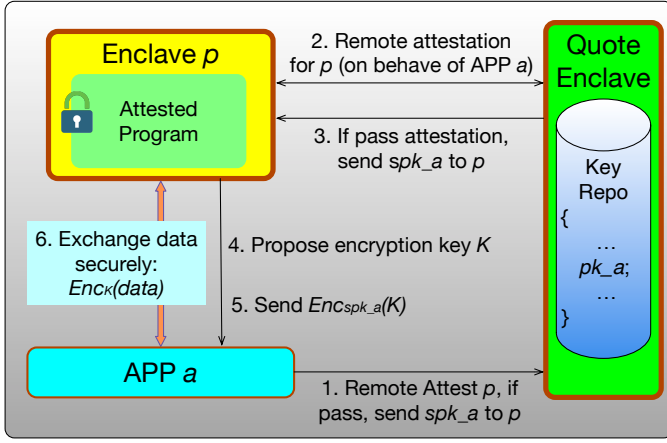 Enclave p
Attested
Program
2. Remote attestation
for p (on behave of APP a)
3. If pass attestation,
send spk_a to p
Quote
Enclave
Key
Repo
{
...
pk_a;
...
}
6. Exchange data
securely:
EncK(data)
4. Propose encryption key K
5. Send Encspk_a(K)
APP a
1. Remote Attest p, if
pass, send spk_a to p